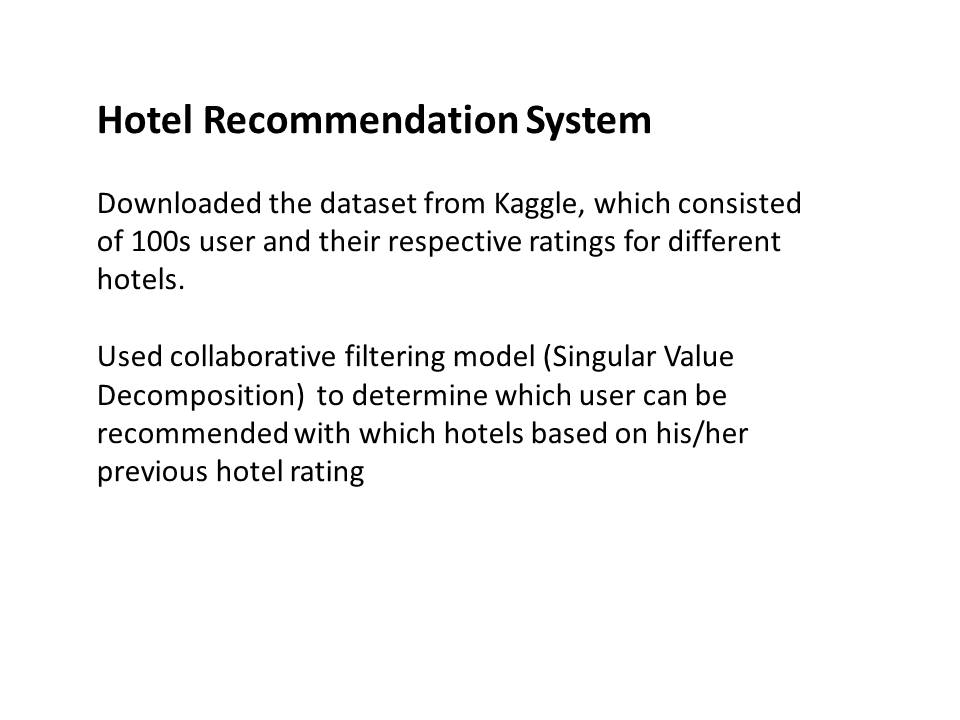 Hotel Recommendation System
Downloaded the dataset from Kaggle, which consisted
of 100s user and their respective ratings for different
hotels.
Used collaborative filtering model (Singular Value
Decomposition) to determine which user can be
recommended with which hotels based on his/her
previous hotel rating